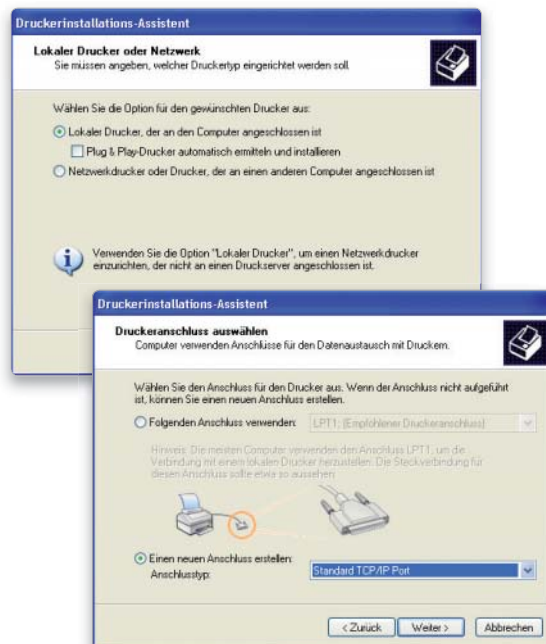 Druckerinstallations-Assistent
Lokaler Drucker oder Netzwerk
Sie müssen angeben, welcher Druckertyp eingerichtet werden soll.
Wählen Sie die Option für den gewünschten Drucker aus:
Lokaler Drucker, der an den Computer angeschlossen ist
Plug & Play-Drucker automatisch ermitteln und installieren
Netzwerkdrucker oder Drucker, der an einen anderen Computer angeschlossen ist
Verwenden Sie die Option "Lokaler Drucker", um einen Netzwerkdrucker
einzurichten, der nicht an einen Druckserver angeschlossen ist.
Druckerinstallations-Assistent
Druckeranschluss auswählen
Computer verwenden Anschlüsse für den Datenaustausch mit Druckern.
Wählen Sie den Anschluss für den Drucker aus. Wenn der Anschluss nicht aufgeführt
ist, können Sie einen neuen Anschluss erstellen.
Folgenden Anschluss verwenden: LPT1: (Empfohlener Druckeranschluss)
Hinweis: Die meisten Computer verwenden den Anschluss LPT1, um die
Verbindung mit einem lokalen Drucker herzustellen. Die Steckverbindung für
diesen Anschluss sollte etwa so aussehen:
Einen neuen Anschluss erstellen:
Anschlusstyp: Standard TCP/IP Port
< Zurück Weiter > Abbrechen